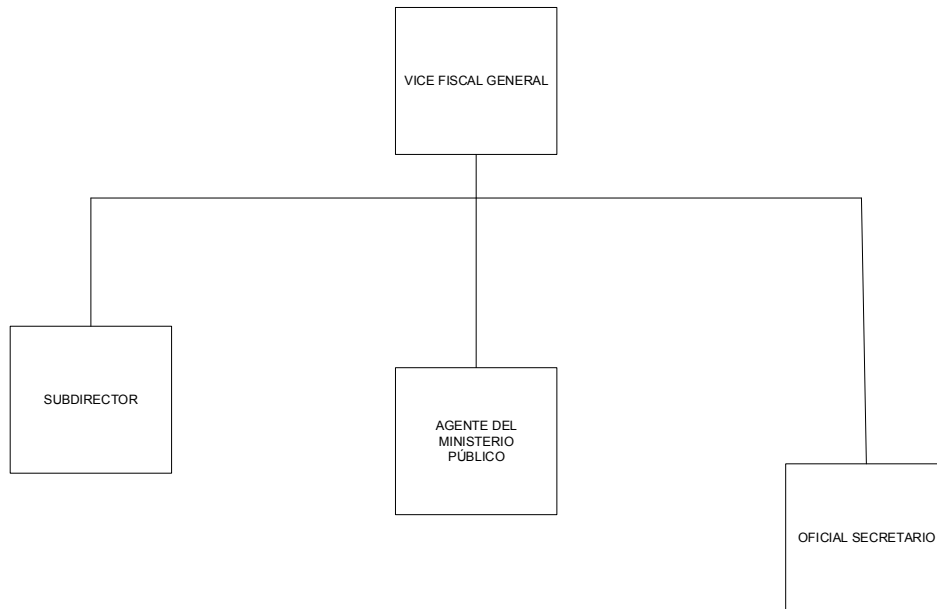 VICE FISCAL GENERAL
SUBDIRECTOR
AGENTE DEL
MINISTERIO
PÚBLICO
OFICIAL SECRETARIO